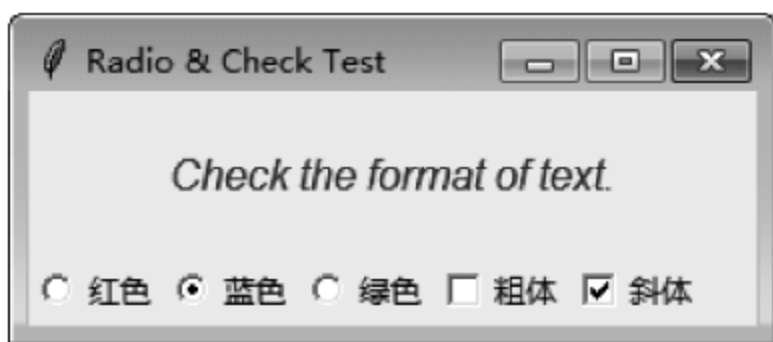 Radio & Check Test
Check the format of text.
红色 蓝色 绿色 粗体 斜体